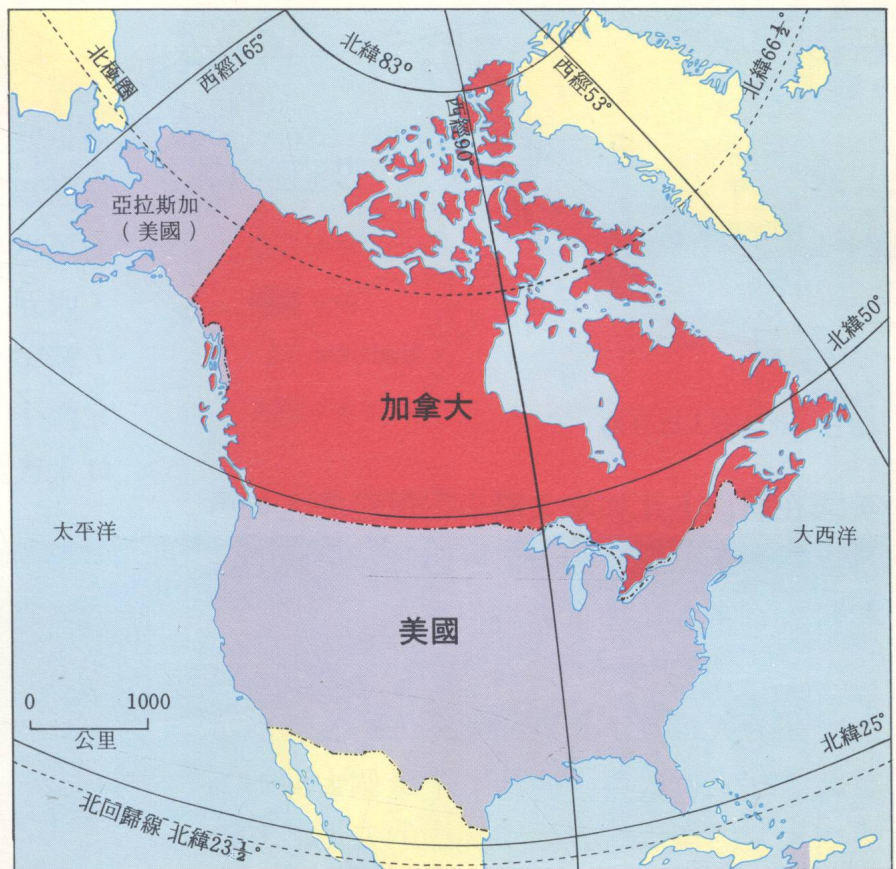 北極圈
西經165°
北緯83°
西經90°
西經53°
北緯66½°
亞拉斯加
（美國）
北緯50°
加拿大
太平洋
大西洋
美國
0 1000
公里
北緯25°
北回歸線 北緯23½°